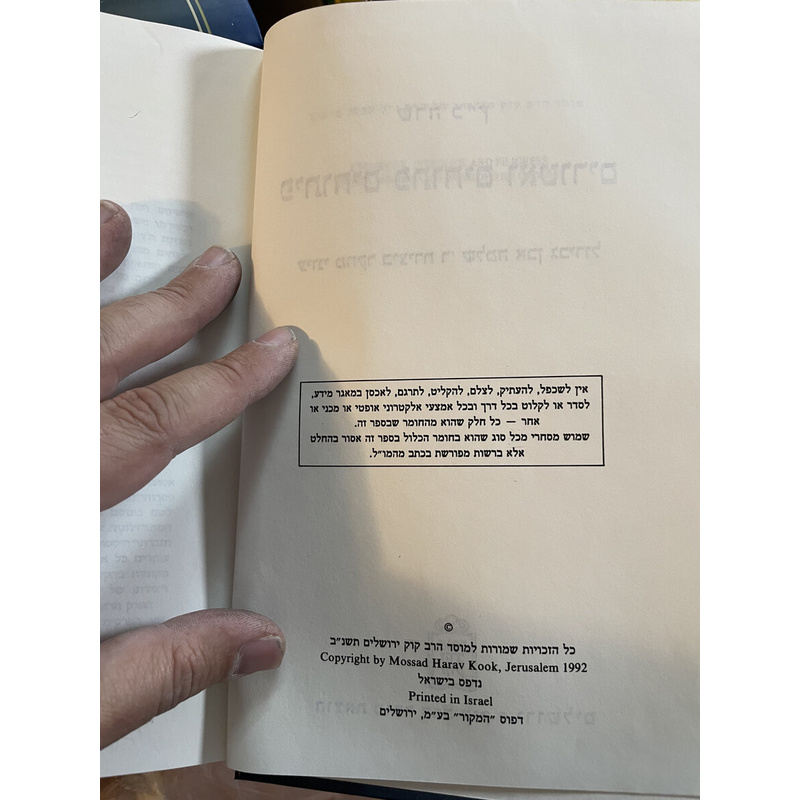 אין לשכפל, להעתיק, לצלם, להקליט, לתרגם, לאכסן במאגר מידע,
לסדר או לקלוט בכל דרך ובכל אמצעי אלקטרוני אופטי או מכני או
אחר — כל חלק שהוא מהחומר שבספר זה.
שמוש מסחרי מכל סוג שהוא בחומר הכלול בספר זה אסור בהחלט
אלא ברשות מפורשת בכתב מהמו״ל.
©
כל הזכויות שמורות למוסד הרב קוק ירושלים תשנ״ב
Copyright by Mossad Harav Kook, Jerusalem 1992
נדפס בישראל
Printed in Israel
דפוס ״המקור״ בע״מ, ירושלים